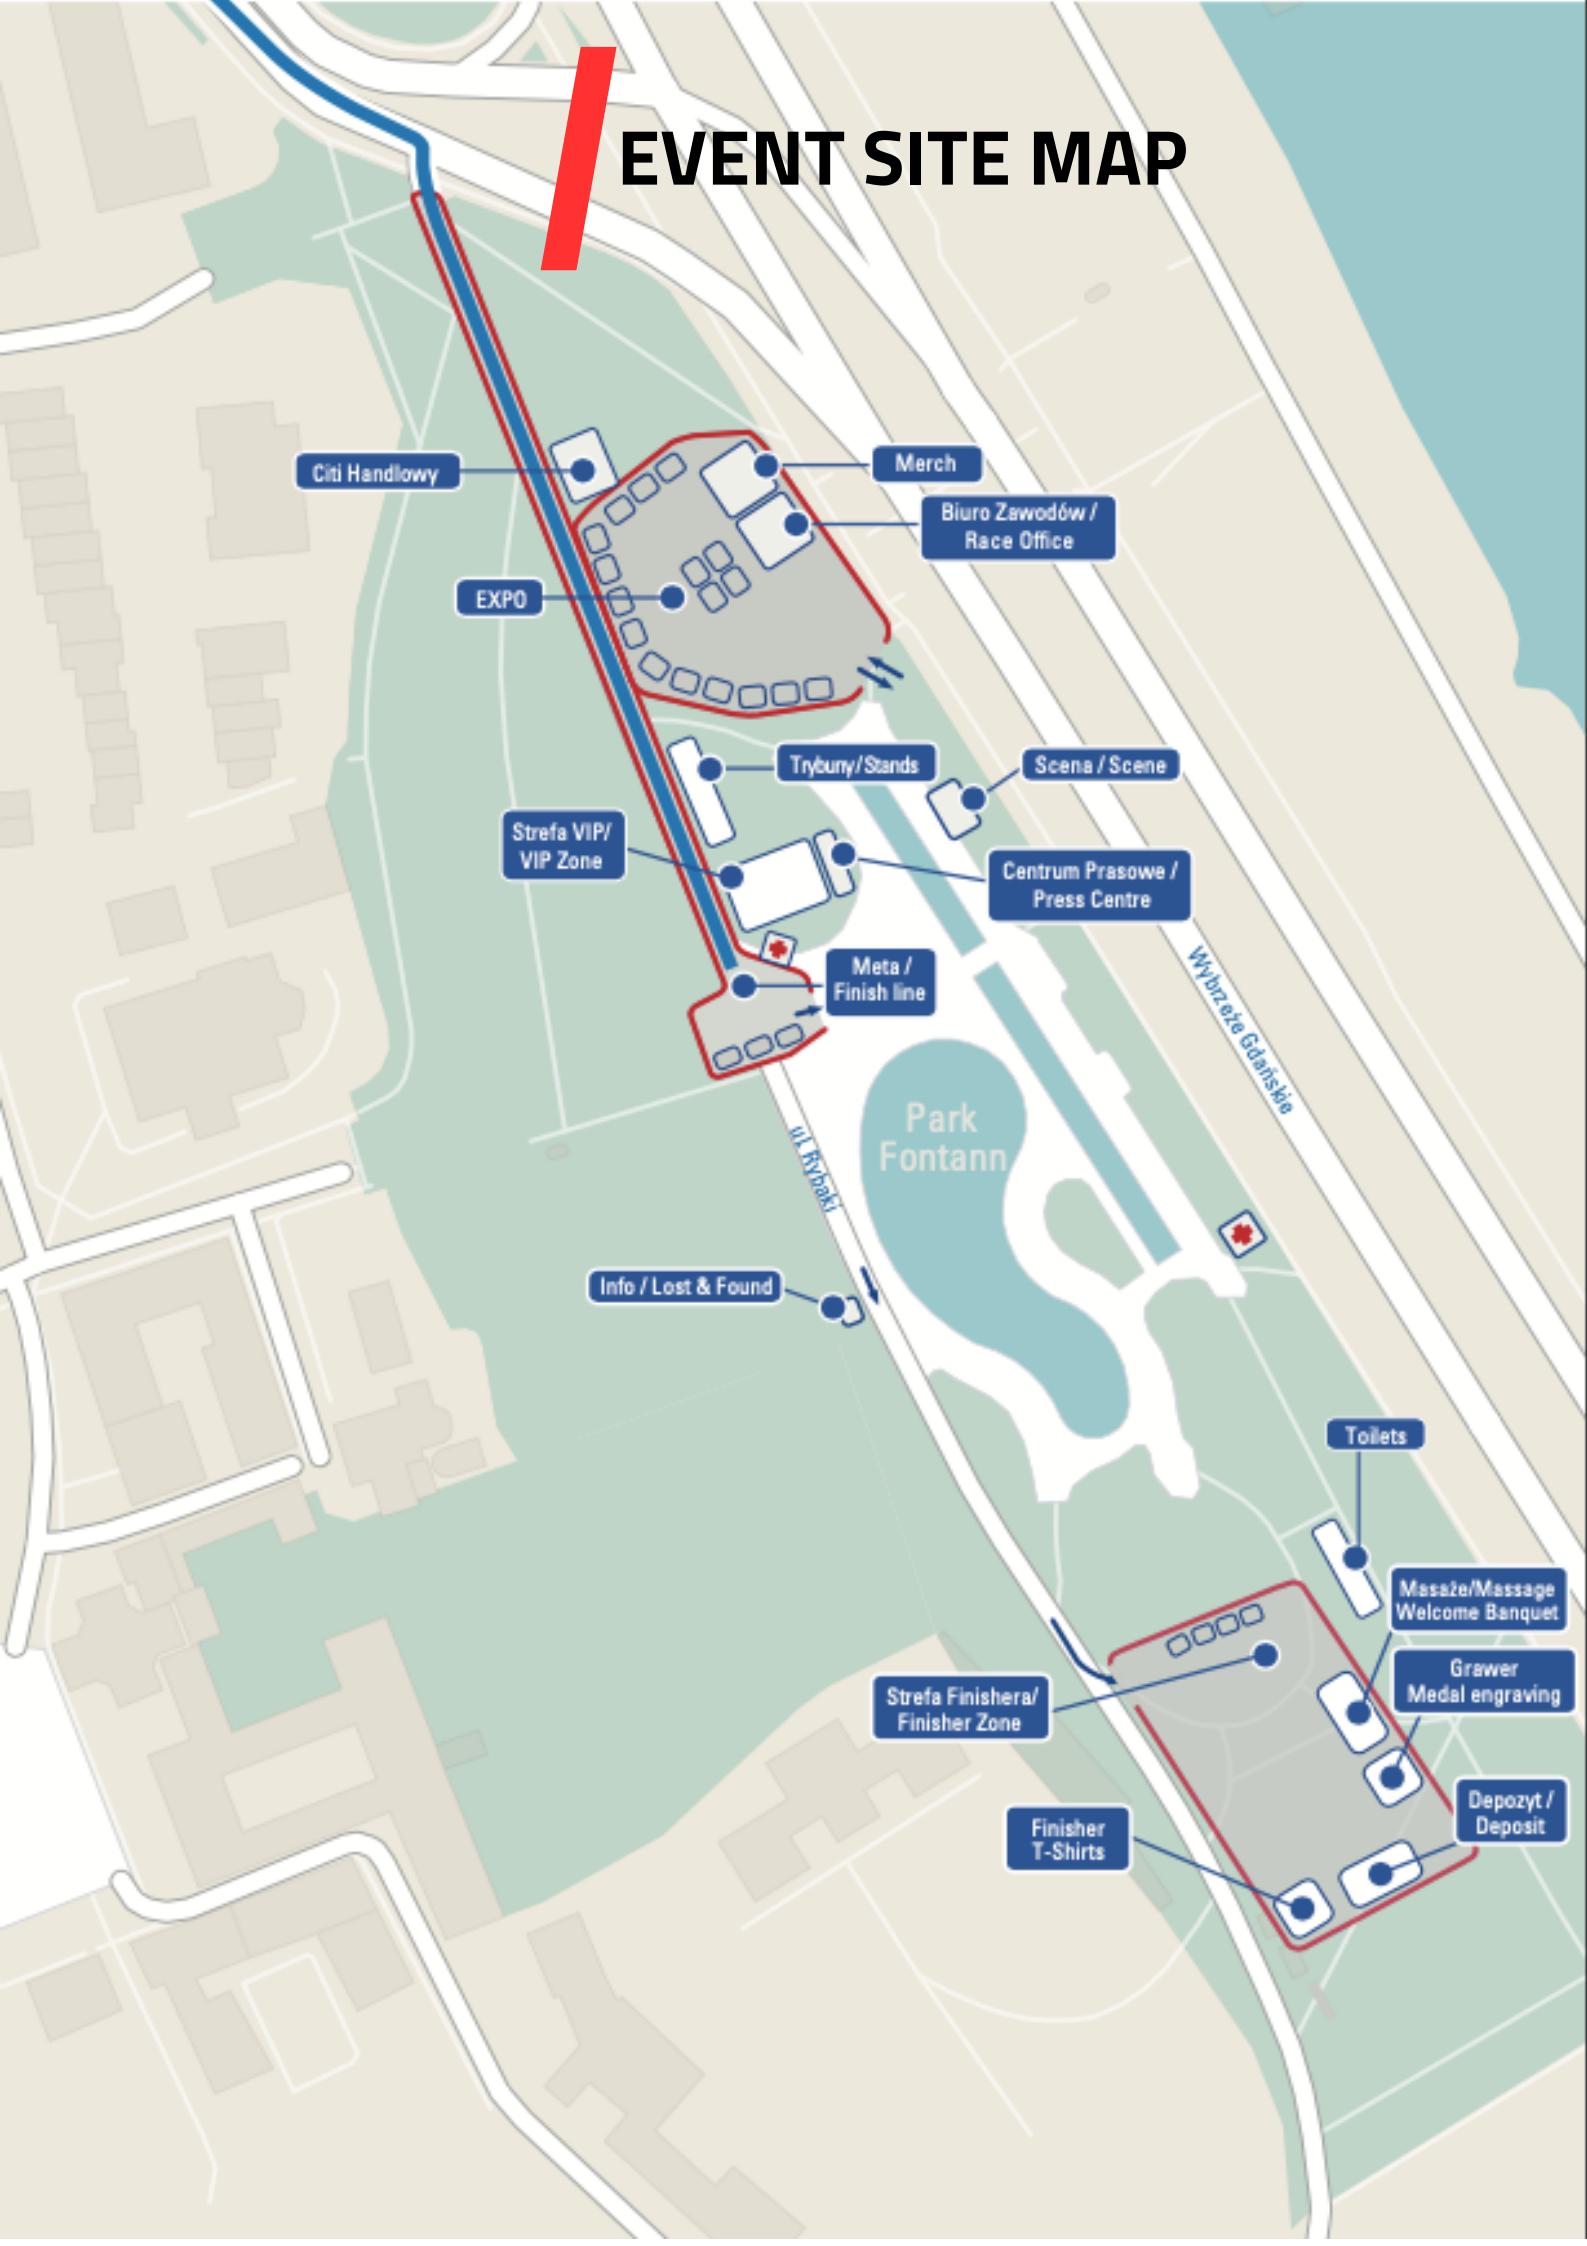 EVENT SITE MAP
Citi Handlowy
Merch
Biuro Zawodów /
Race Office
EXPO
Trybuny/Stands
Scena / Scene
Strefa VIP/
VIP Zone
Centrum Prasowe /
Press Centre
Meta /
Finish line
Wybrzeże Gdańskie
Park
Fontann
ul. Rybaki
Info / Lost & Found
Toilets
Masaże/Massage
Welcome Banquet
Grawer
Medal engraving
Strefa Finishera/
Finisher Zone
Depozyt /
Deposit
Finisher
T-Shirts